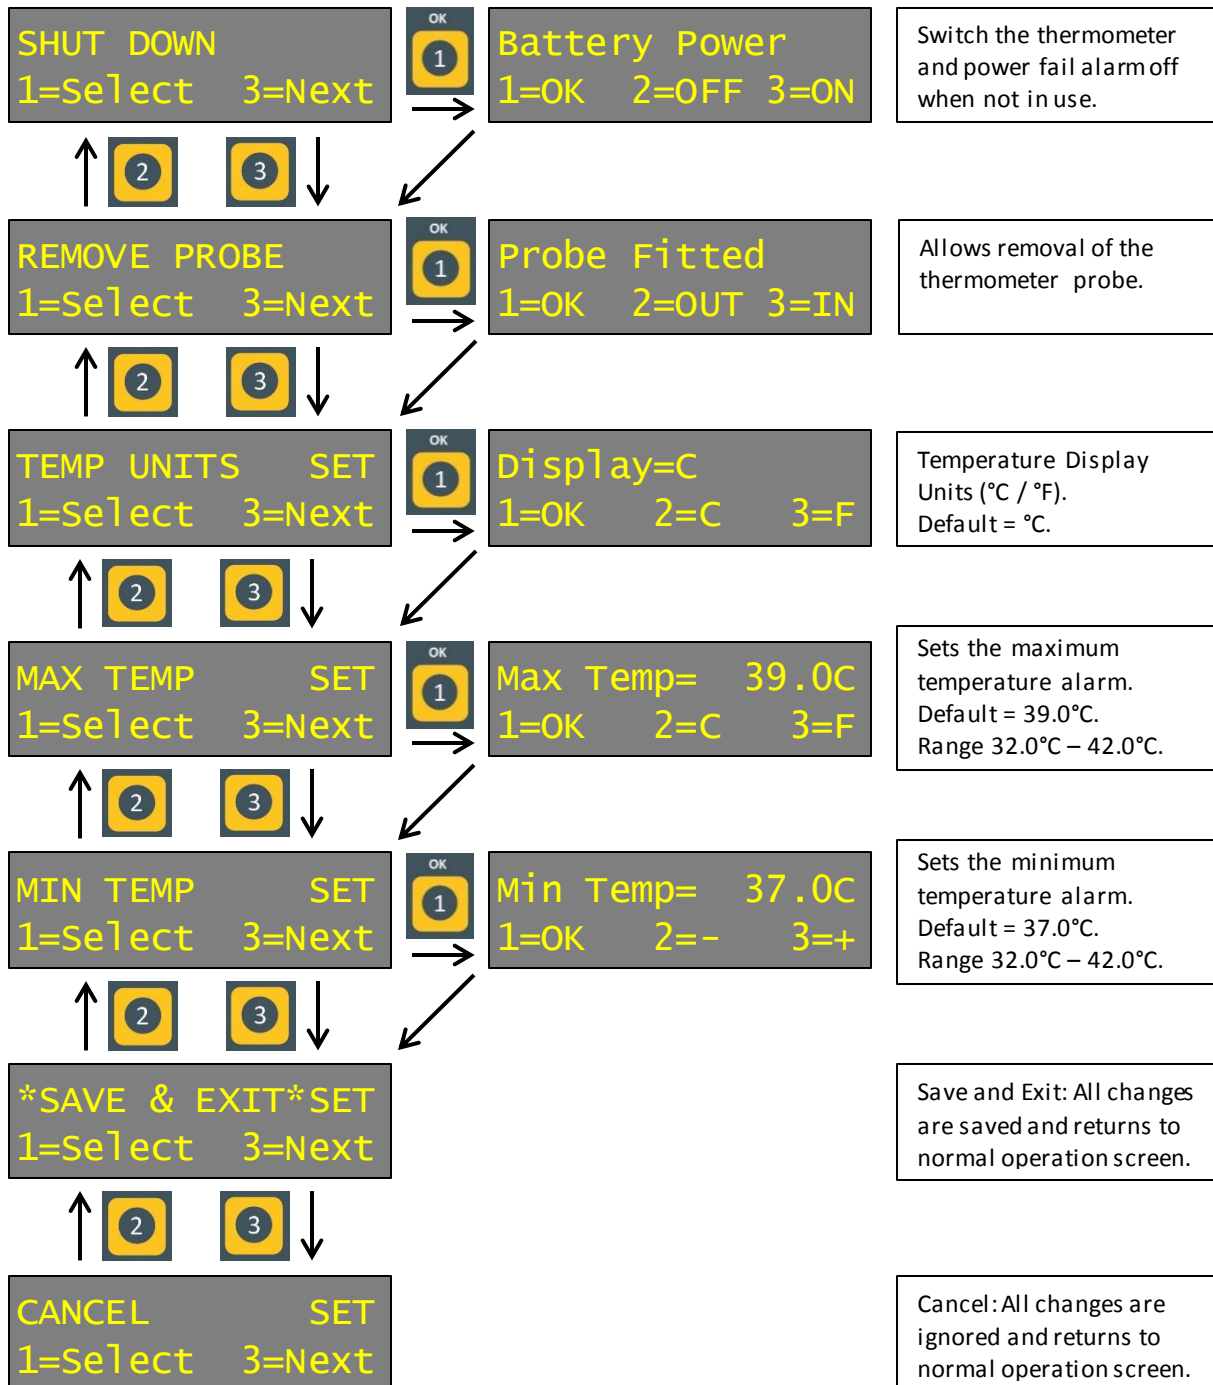 SHUT DOWN
1=Select 3=Next
OK
1
Battery Power
1=OK 2=OFF 3=ON
Switch the thermometer
and power fail alarm off
when not in use.
2
3
REMOVE PROBE
1=Select 3=Next
OK
1
Probe Fitted
1=OK 2=OUT 3=IN
Allows removal of the
thermometer probe.
2
3
TEMP UNITS SET
1=Select 3=Next
OK
1
Display=C
1=OK 2=C 3=F
Temperature Display
Units (°C / °F).
Default = °C.
2
3
MAX TEMP SET
1=Select 3=Next
OK
1
Max Temp= 39.0C
1=OK 2=C 3=F
Sets the maximum
temperature alarm.
Default = 39.0°C.
Range 32.0°C – 42.0°C.
2
3
MIN TEMP SET
1=Select 3=Next
OK
1
Min Temp= 37.0C
1=OK 2=- 3=+
Sets the minimum
temperature alarm.
Default = 37.0°C.
Range 32.0°C – 42.0°C.
2
3
*SAVE & EXIT*SET
1=Select 3=Next
Save and Exit: All changes
are saved and returns to
normal operation screen.
2
3
CANCEL SET
1=Select 3=Next
Cancel: All changes are
ignored and returns to
normal operation screen.